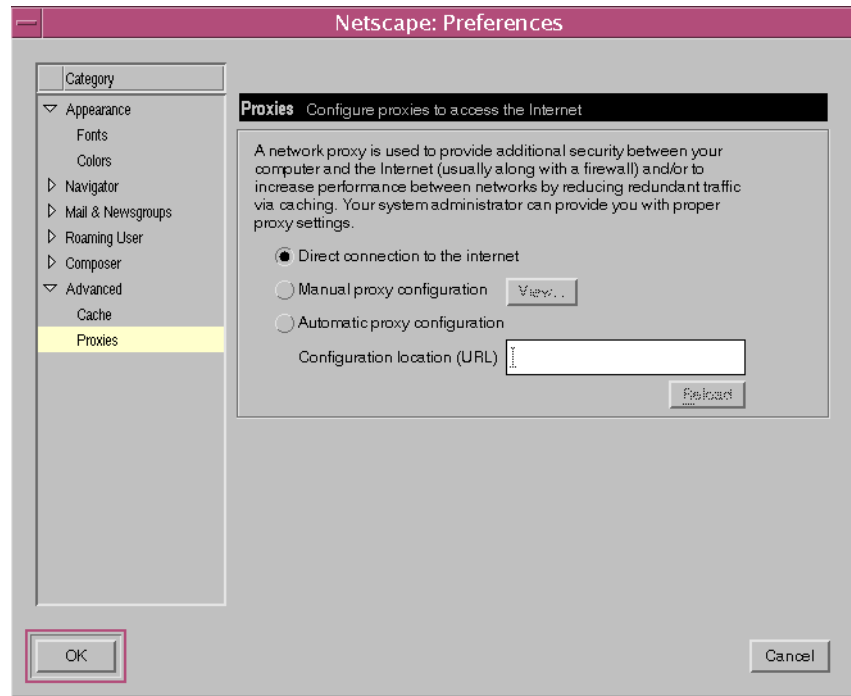 Netscape: Preferences
Category
Appearance
Fonts
Colors
Navigator
Mail & Newsgroups
Roaming User
Composer
Advanced
Cache
Proxies
Proxies Configure proxies to access the Internet
A network proxy is used to provide additional security between your
computer and the Internet (usually along with a firewall) and/or to
increase performance between networks by reducing redundant traffic
via caching. Your system administrator can provide you with proper
proxy settings.
Direct connection to the internet
Manual proxy configuration View...
Automatic proxy configuration
Configuration location (URL)
Reload
OK
Cancel